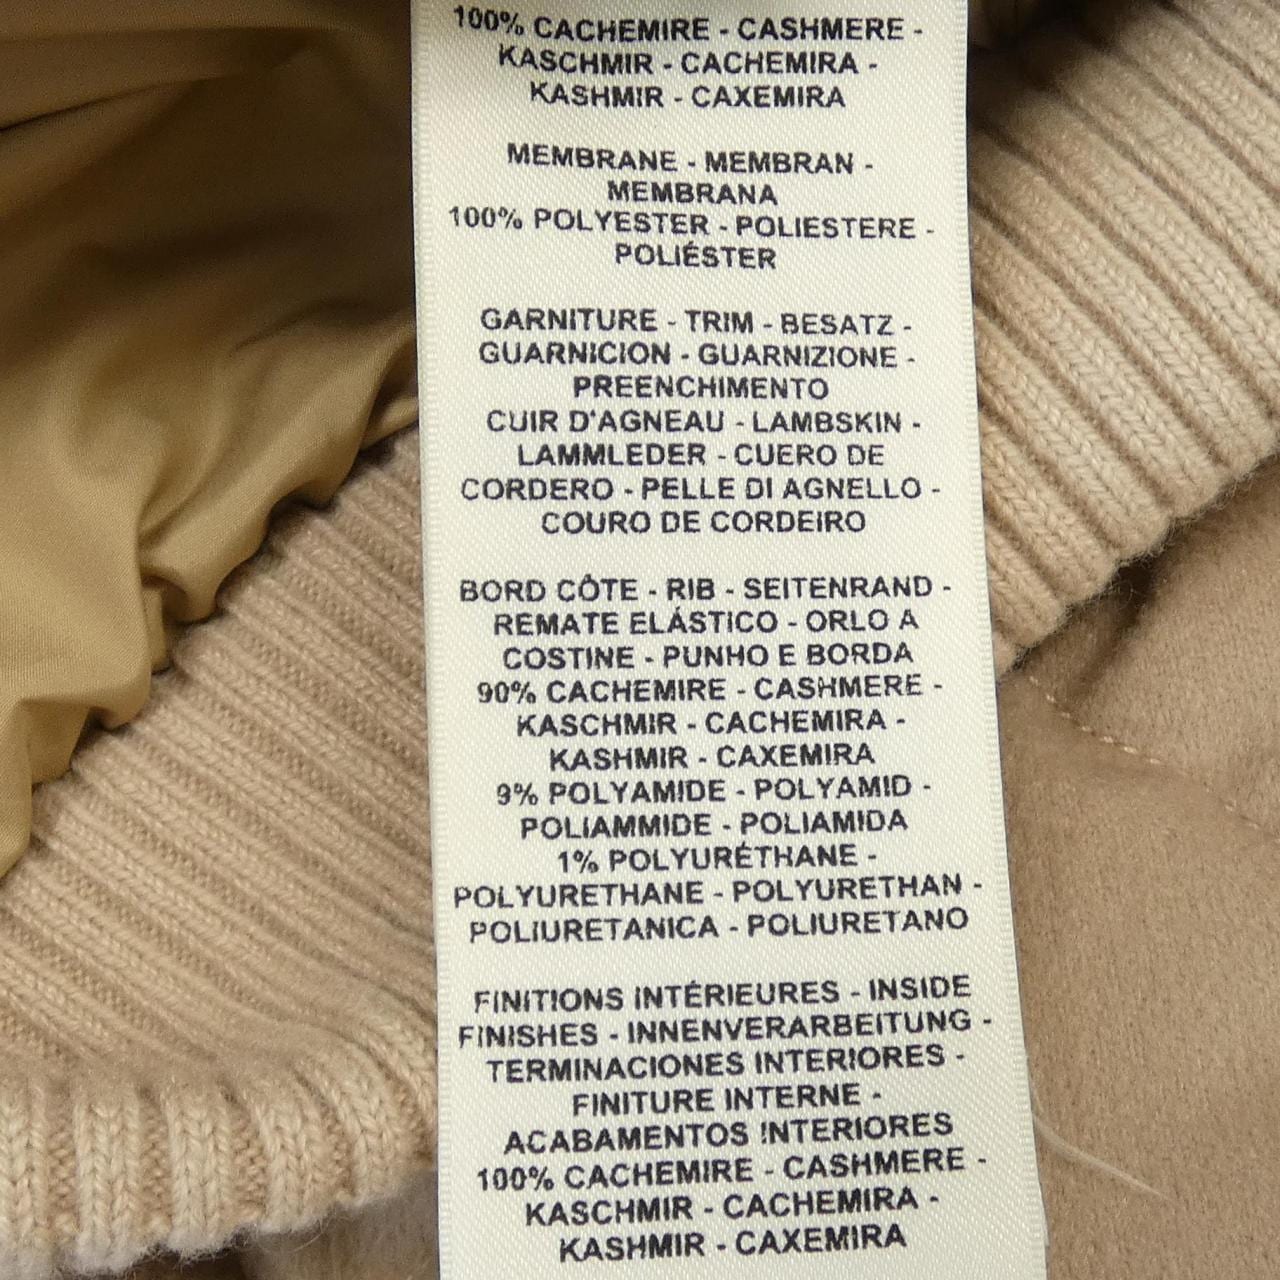 100% CACHEMIRE - CASHMERE -
KASCHMIR - CACHEMIRA -
KASHMIR - CAXEMIRA
MEMBRANE - MEMBRAN -
MEMBRANA
100% POLYESTER - POLIESTERE -
POLIÉSTER
GARNITURE - TRIM - BESATZ -
GUARNICION - GUARNIZIONE -
PREENCHIMENTO
CUIR D'AGNEAU - LAMBSKIN -
LAMMLEDER - CUERO DE
CORDERO - PELLE DI AGNELLO -
COURO DE CORDEIRO
BORD CÔTE - RIB - SEITENRAND -
REMATE ELÁSTICO - ORLO A
COSTINE - PUNHO E BORDA
90% CACHEMIRE - CASHMERE -
KASCHMIR - CACHEMIRA -
KASHMIR - CAXEMIRA
9% POLYAMIDE - POLYAMID -
POLIAMMIDE - POLIAMIDA
1% POLYURÉTHANE -
POLYURETHANE - POLYURETHAN -
POLIURETANICA - POLIURETANO
FINITIONS INTÉRIEURES - INSIDE
FINISHES - INNENVERARBEITUNG -
TERMINACIONES INTERIORES -
FINITURE INTERNE -
ACABAMENTOS INTERIORES
100% CACHEMIRE - CASHMERE -
KASCHMIR - CACHEMIRA -
KASHMIR - CAXEMIRA